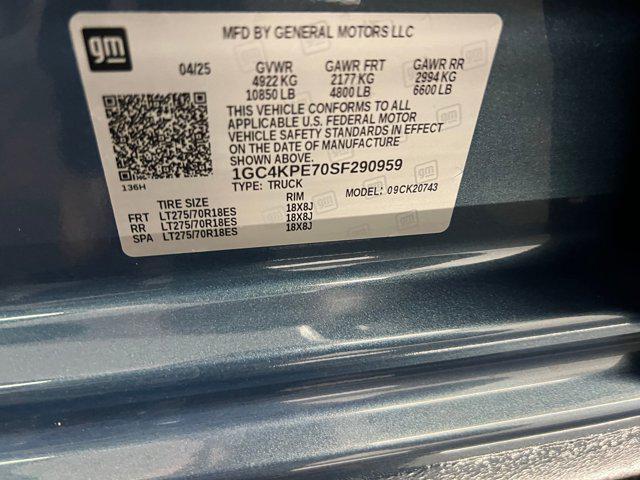 gm
MFD BY GENERAL MOTORS LLC
04/25 GVWR GAWR FRT GAWR RR
4922 KG 2177 KG 2994 KG
10850 LB 4800 LB 6600 LB
THIS VEHICLE CONFORMS TO ALL
APPLICABLE U.S. FEDERAL MOTOR
VEHICLE SAFETY STANDARDS IN EFFECT
ON THE DATE OF MANUFACTURE
SHOWN ABOVE.
136H
1GC4KPE70SF290959
TYPE: TRUCK MODEL: 09CK20743
TIRE SIZE RIM
FRT LT275/70R18ES 18X8J
RR LT275/70R18ES 18X8J
SPA LT275/70R18ES 18X8J